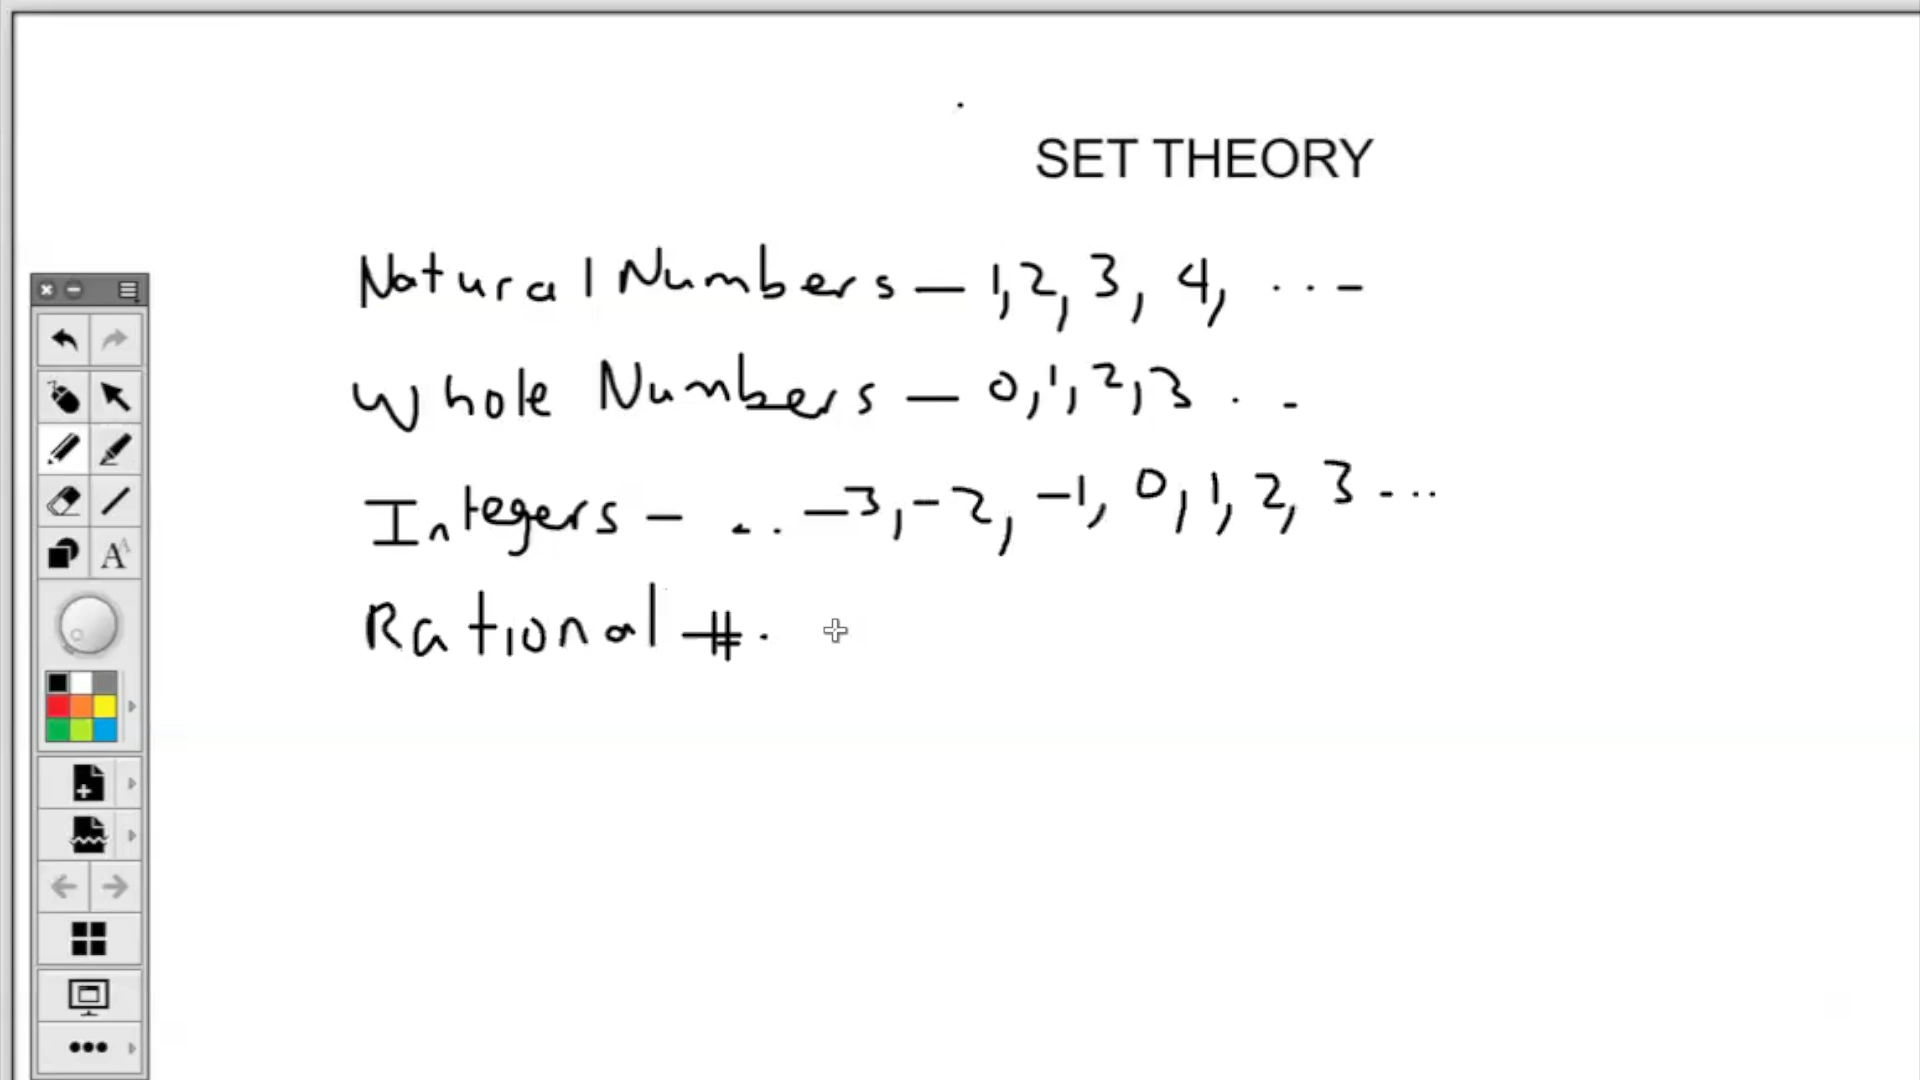 SET THEORY
Natural Numbers — 1, 2, 3, 4, ...
Whole Numbers — 0, 1, 2, 3 . .
Integers - .. -3, -2, -1, 0, 1, 2, 3 ...
Rational #.
A